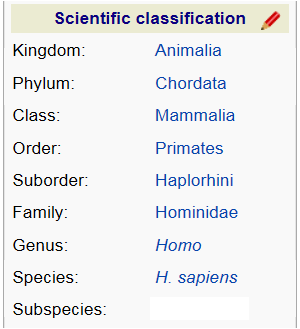 Scientific classification
Kingdom: Animalia
Phylum: Chordata
Class: Mammalia
Order: Primates
Suborder: Haplorhini
Family: Hominidae
Genus: Homo
Species: H. sapiens
Subspecies: